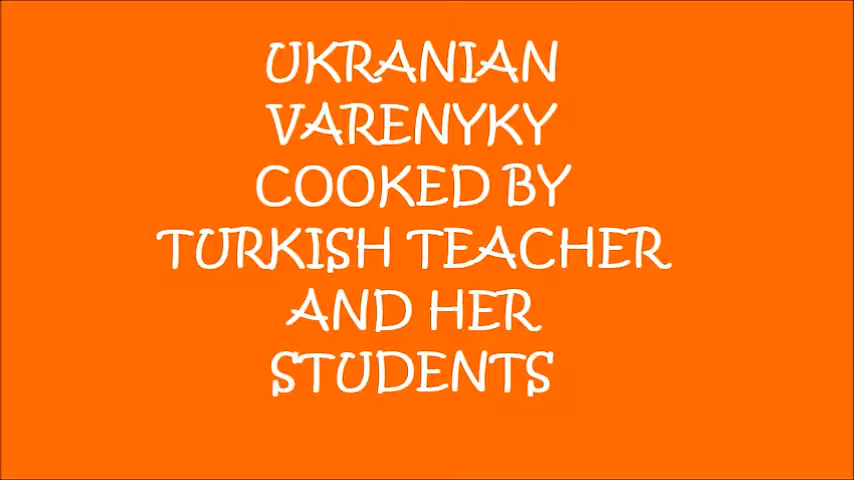 UKRANIAN
VARENYKY
COOKED BY
TURKISH TEACHER
AND HER
STUDENTS